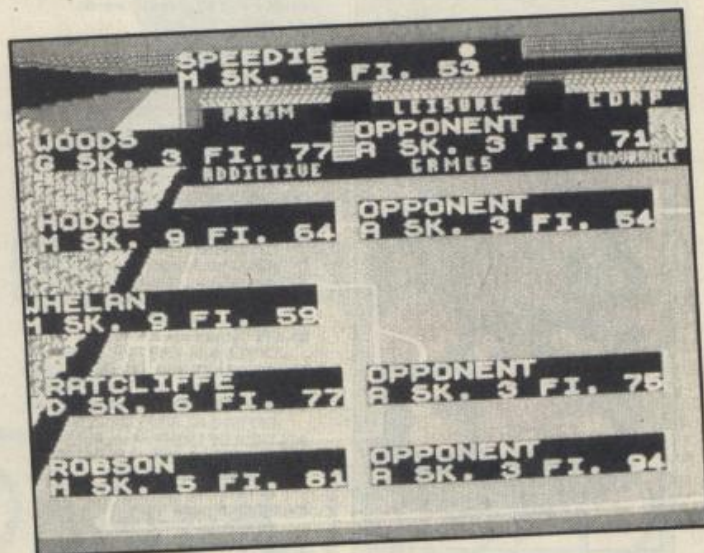 SPEEDIE
M SK. 9 FI. 53
PRISM LEISURE CORP
WOODS
G SK. 3 FI. 77
OPPONENT
A SK. 3 FI. 71
ADDICTIVE GAMES ENDURANCE
HODGE
M SK. 9 FI. 64
OPPONENT
A SK. 3 FI. 54
WHELAN
M SK. 9 FI. 59
RATCLIFFE
D SK. 6 FI. 77
OPPONENT
A SK. 3 FI. 75
ROBSON
M SK. 5 FI. 81
OPPONENT
A SK. 3 FI. 94